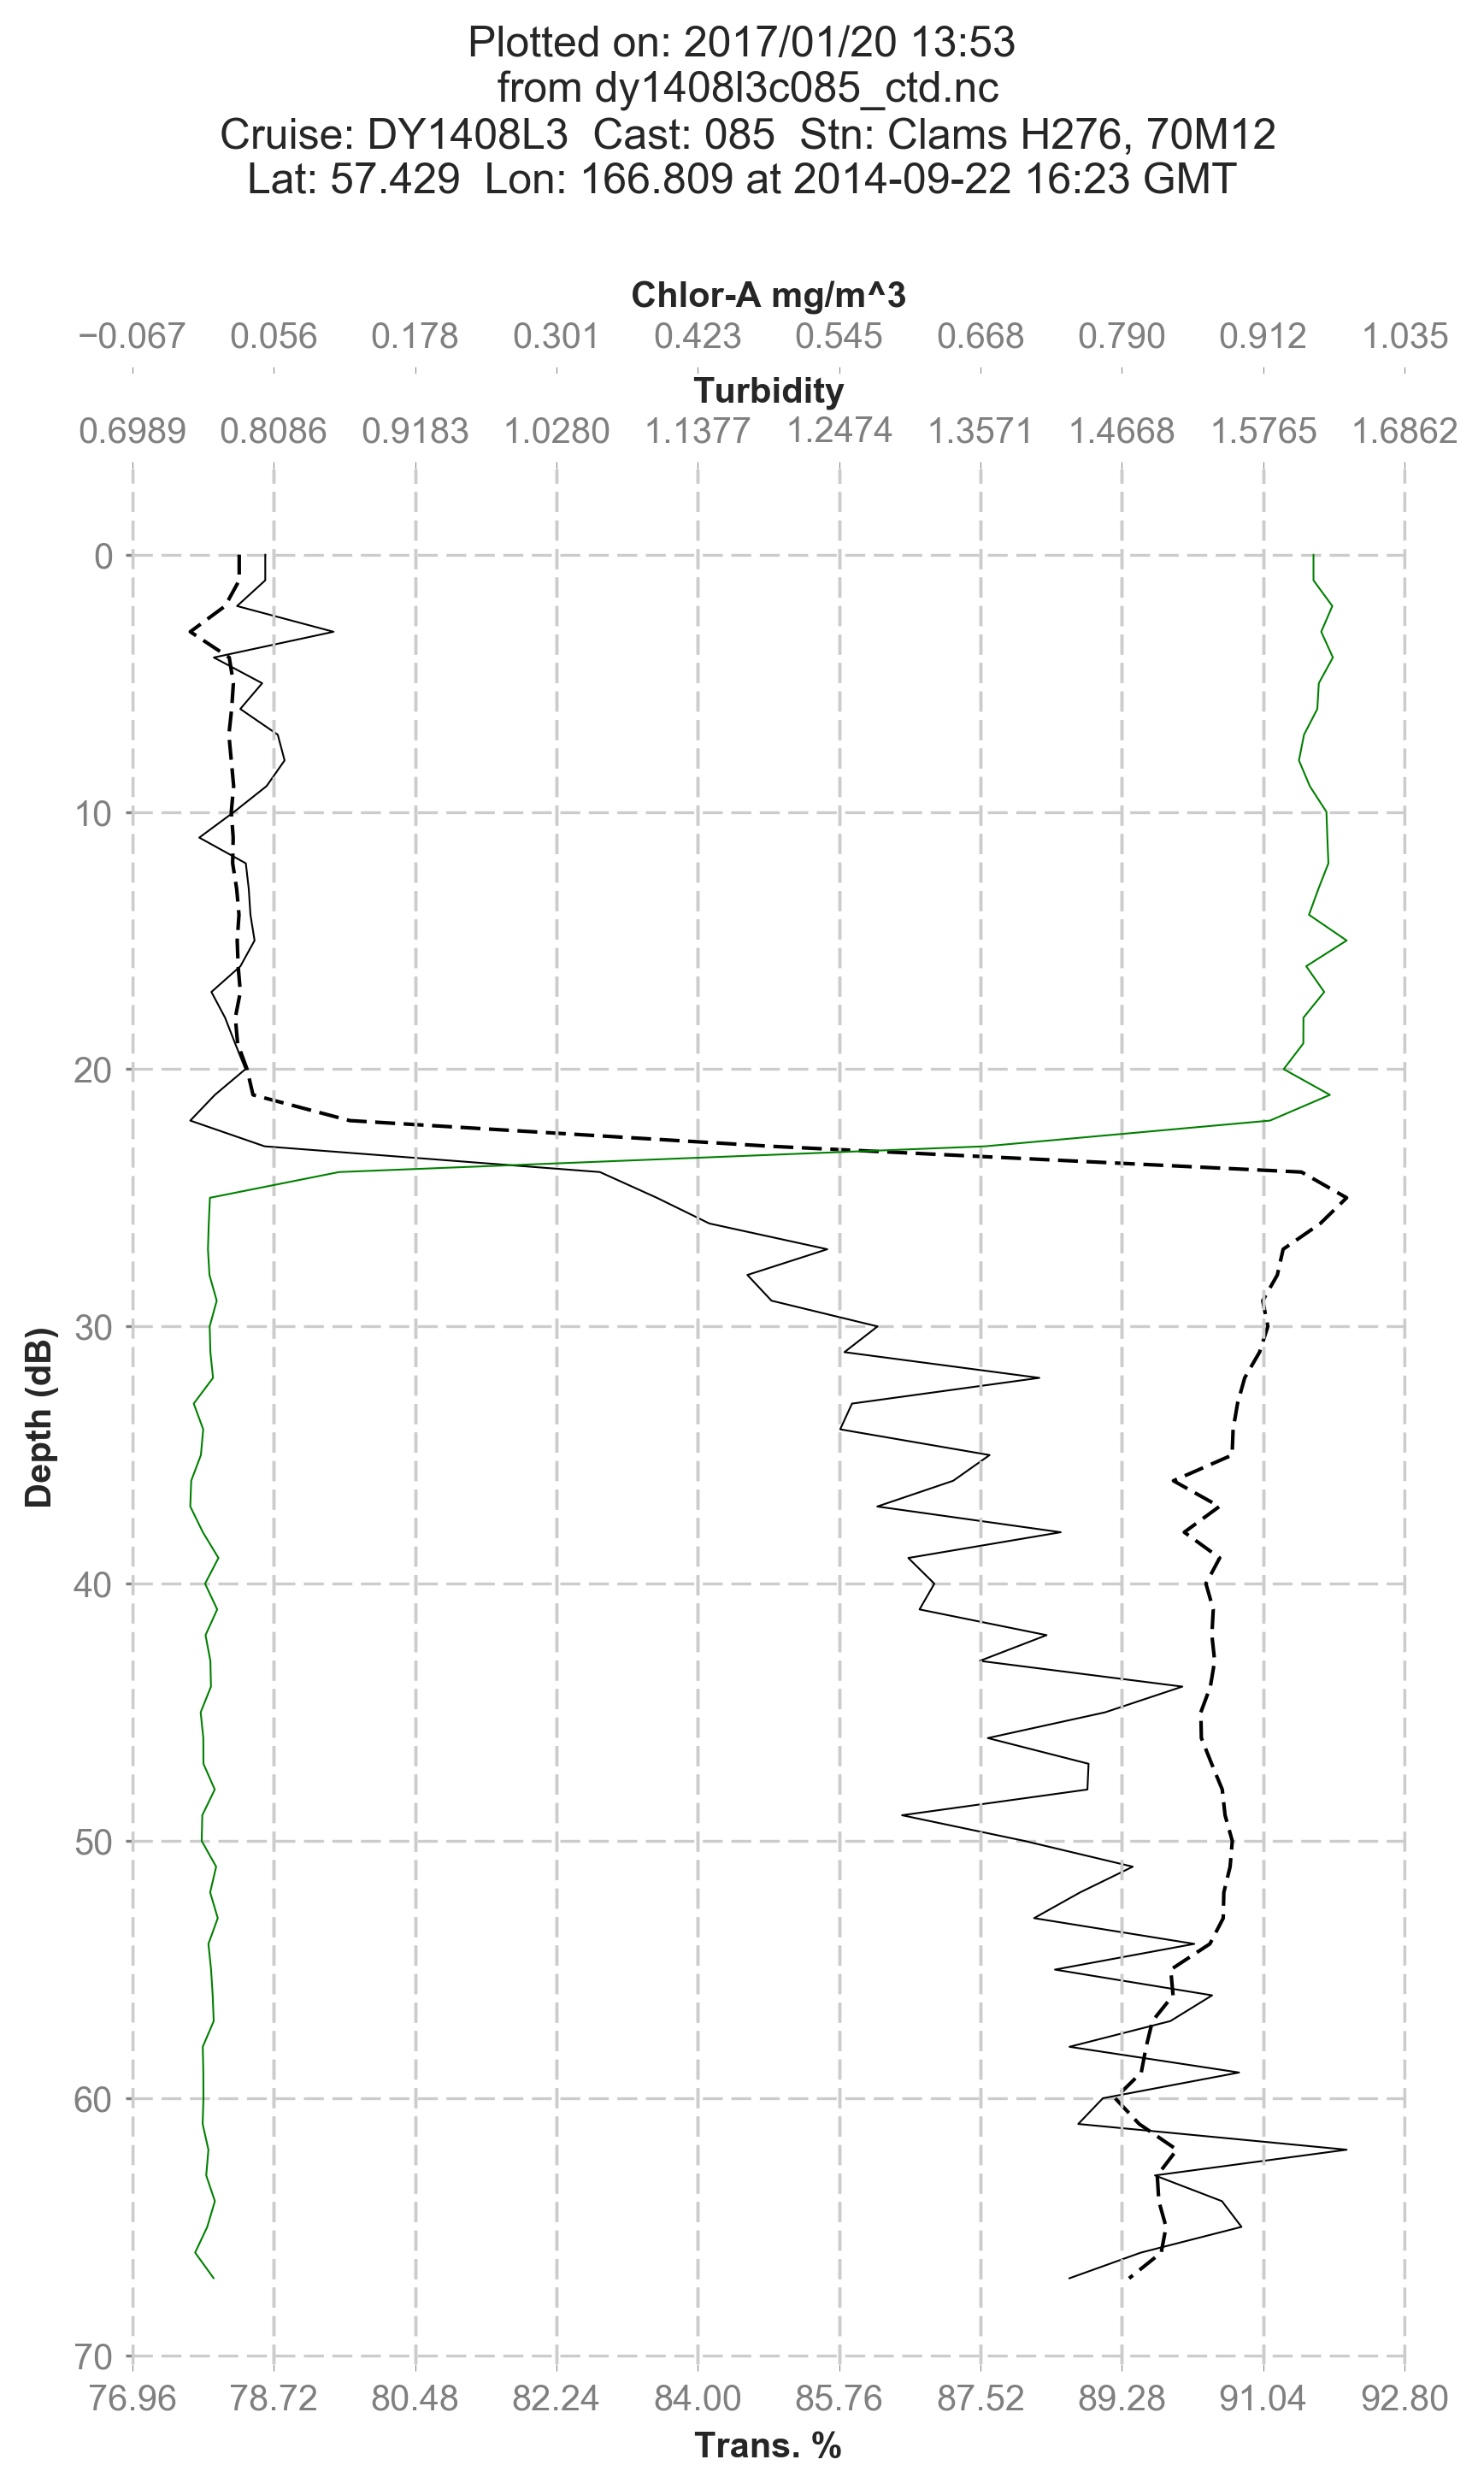 Plotted on: 2017/01/20 13:53
from dy1408l3c085_ctd.nc
Cruise: DY1408L3  Cast: 085  Stn: Clams H276, 70M12
Lat: 57.429  Lon: 166.809 at 2014-09-22 16:23 GMT
Chlor-A mg/m^3
−0.067 0.056 0.178 0.301 0.423 0.545 0.668 0.790 0.912 1.035
Turbidity
0.6989 0.8086 0.9183 1.0280 1.1377 1.2474 1.3571 1.4668 1.5765 1.6862
0
10
20
30
Depth (dB)
40
50
60
70
76.96 78.72 80.48 82.24 84.00 85.76 87.52 89.28 91.04 92.80
Trans. %